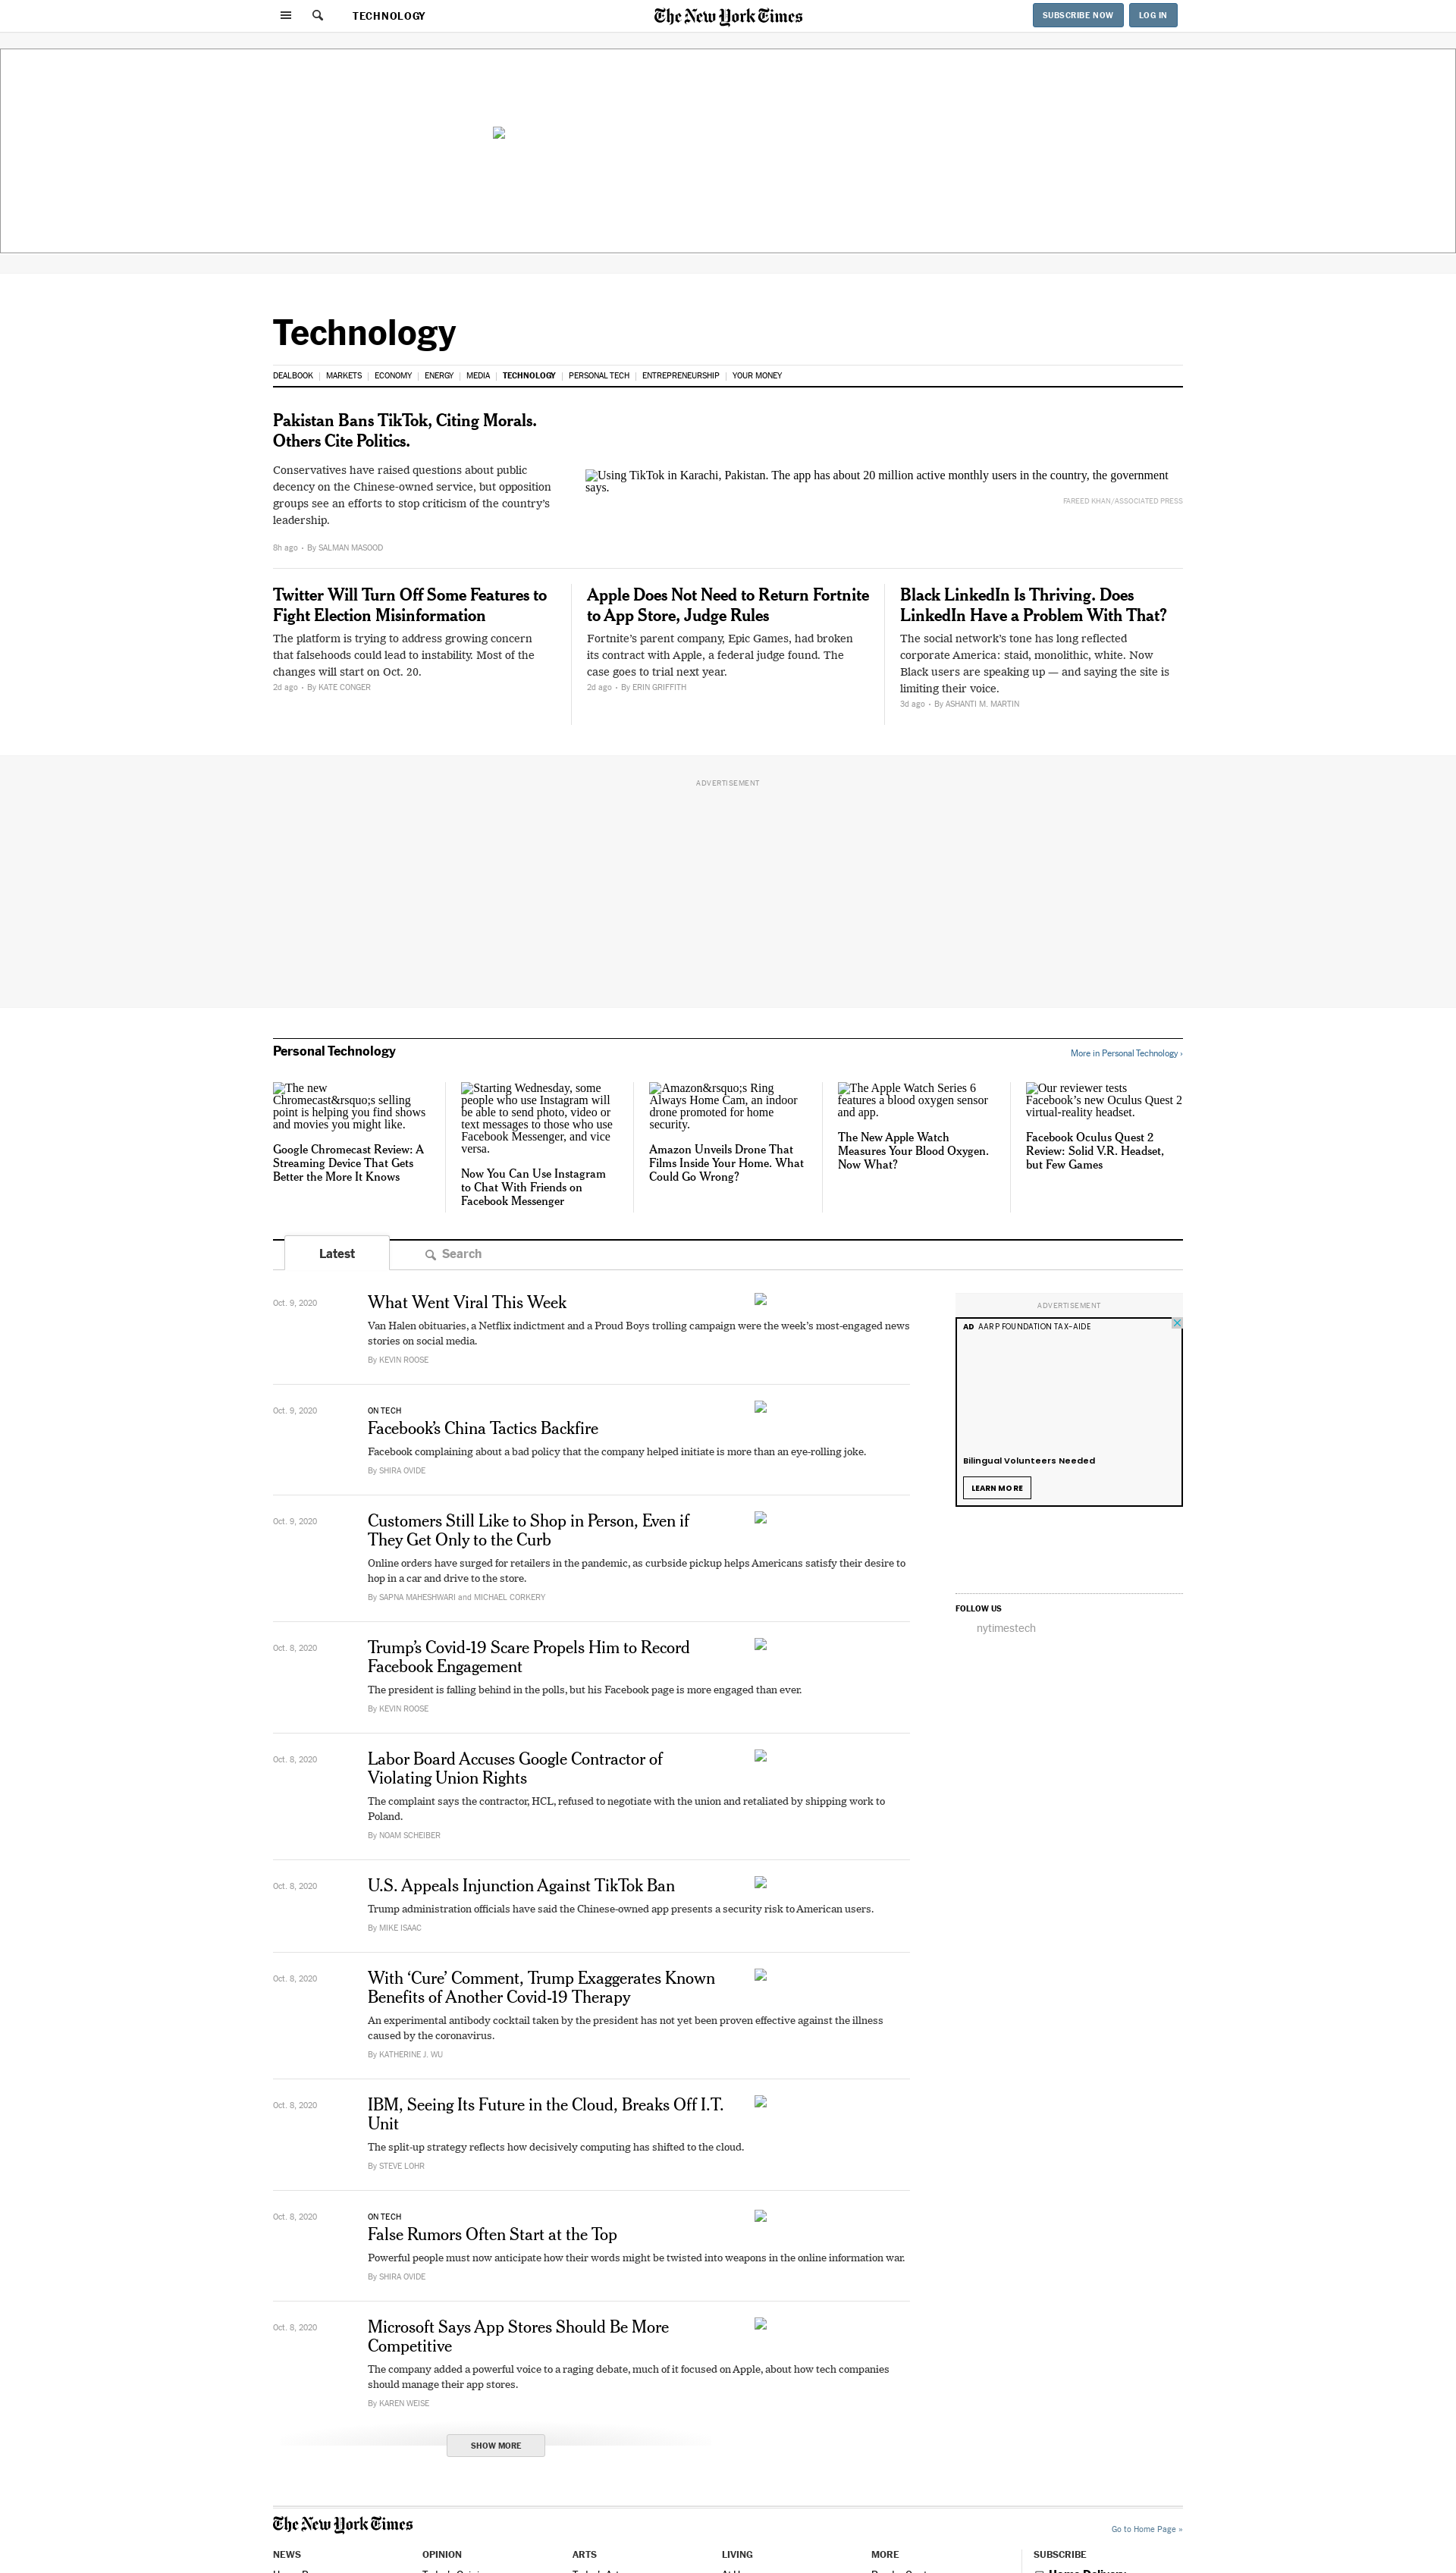 TECHNOLOGY
The New York Times
SUBSCRIBE NOW
LOG IN
Technology
DEALBOOK | MARKETS | ECONOMY | ENERGY | MEDIA | TECHNOLOGY | PERSONAL TECH | ENTREPRENEURSHIP | YOUR MONEY
Pakistan Bans TikTok, Citing Morals.
Others Cite Politics.
Conservatives have raised questions about public
decency on the Chinese-owned service, but opposition
groups see an efforts to stop criticism of the country’s
leadership.
8h ago • By SALMAN MASOOD
Using TikTok in Karachi, Pakistan. The app has about 20 million active monthly users in the country, the government
says.
FAREED KHAN/ASSOCIATED PRESS
Twitter Will Turn Off Some Features to
Fight Election Misinformation
The platform is trying to address growing concern
that falsehoods could lead to instability. Most of the
changes will start on Oct. 20.
2d ago • By KATE CONGER
Apple Does Not Need to Return Fortnite
to App Store, Judge Rules
Fortnite’s parent company, Epic Games, had broken
its contract with Apple, a federal judge found. The
case goes to trial next year.
2d ago • By ERIN GRIFFITH
Black LinkedIn Is Thriving. Does
LinkedIn Have a Problem With That?
The social network’s tone has long reflected
corporate America: staid, monolithic, white. Now
Black users are speaking up — and saying the site is
limiting their voice.
3d ago • By ASHANTI M. MARTIN
ADVERTISEMENT
Personal Technology
More in Personal Technology ›
The new
Chromecast&rsquo;s selling
point is helping you find shows
and movies you might like.
Google Chromecast Review: A
Streaming Device That Gets
Better the More It Knows
Starting Wednesday, some
people who use Instagram will
be able to send photo, video or
text messages to those who use
Facebook Messenger, and vice
versa.
Now You Can Use Instagram
to Chat With Friends on
Facebook Messenger
Amazon&rsquo;s Ring
Always Home Cam, an indoor
drone promoted for home
security.
Amazon Unveils Drone That
Films Inside Your Home. What
Could Go Wrong?
The Apple Watch Series 6
features a blood oxygen sensor
and app.
The New Apple Watch
Measures Your Blood Oxygen.
Now What?
Our reviewer tests
Facebook’s new Oculus Quest 2
virtual-reality headset.
Facebook Oculus Quest 2
Review: Solid V.R. Headset,
but Few Games
Latest
Search
Oct. 9, 2020
What Went Viral This Week
Van Halen obituaries, a Netflix indictment and a Proud Boys trolling campaign were the week’s most-engaged news
stories on social media.
By KEVIN ROOSE
Oct. 9, 2020
ON TECH
Facebook’s China Tactics Backfire
Facebook complaining about a bad policy that the company helped initiate is more than an eye-rolling joke.
By SHIRA OVIDE
Oct. 9, 2020
Customers Still Like to Shop in Person, Even if
They Get Only to the Curb
Online orders have surged for retailers in the pandemic, as curbside pickup helps Americans satisfy their desire to
hop in a car and drive to the store.
By SAPNA MAHESHWARI and MICHAEL CORKERY
Oct. 8, 2020
Trump’s Covid-19 Scare Propels Him to Record
Facebook Engagement
The president is falling behind in the polls, but his Facebook page is more engaged than ever.
By KEVIN ROOSE
Oct. 8, 2020
Labor Board Accuses Google Contractor of
Violating Union Rights
The complaint says the contractor, HCL, refused to negotiate with the union and retaliated by shipping work to
Poland.
By NOAM SCHEIBER
Oct. 8, 2020
U.S. Appeals Injunction Against TikTok Ban
Trump administration officials have said the Chinese-owned app presents a security risk to American users.
By MIKE ISAAC
Oct. 8, 2020
With ‘Cure’ Comment, Trump Exaggerates Known
Benefits of Another Covid-19 Therapy
An experimental antibody cocktail taken by the president has not yet been proven effective against the illness
caused by the coronavirus.
By KATHERINE J. WU
Oct. 8, 2020
IBM, Seeing Its Future in the Cloud, Breaks Off I.T.
Unit
The split-up strategy reflects how decisively computing has shifted to the cloud.
By STEVE LOHR
Oct. 8, 2020
ON TECH
False Rumors Often Start at the Top
Powerful people must now anticipate how their words might be twisted into weapons in the online information war.
By SHIRA OVIDE
Oct. 8, 2020
Microsoft Says App Stores Should Be More
Competitive
The company added a powerful voice to a raging debate, much of it focused on Apple, about how tech companies
should manage their app stores.
By KAREN WEISE
SHOW MORE
ADVERTISEMENT
AD AARP FOUNDATION TAX-AIDE
Bilingual Volunteers Needed
LEARN MORE
FOLLOW US
nytimestech
The New York Times
Go to Home Page »
NEWS
OPINION
ARTS
LIVING
MORE
SUBSCRIBE